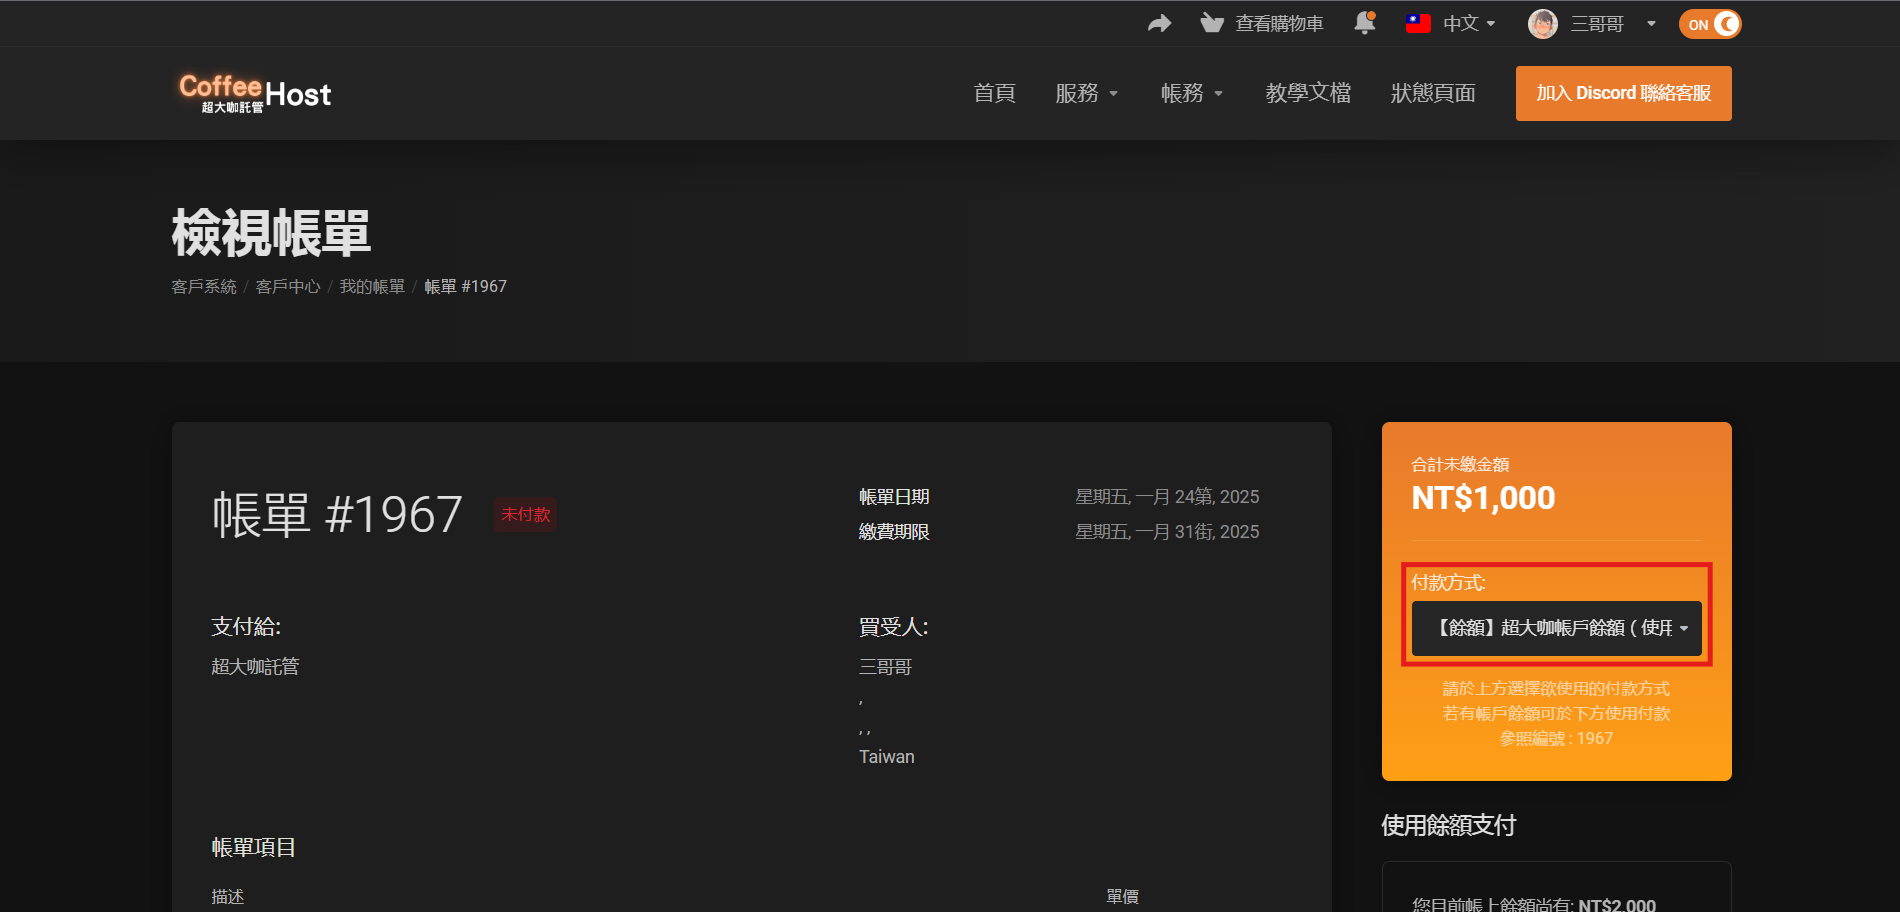 查看購物車
中文
三哥哥
ON
Coffee Host
超大咖託管
首頁
服務
帳務
教學文檔
狀態頁面
加入 Discord 聯絡客服
檢視帳單
客戶系統 / 客戶中心 / 我的帳單 / 帳單 #1967
帳單 #1967
未付款
帳單日期
星期五, 一月 24第, 2025
繳費期限
星期五, 一月 31街, 2025
支付給:
超大咖託管
買受人:
三哥哥
,
, ,
Taiwan
帳單項目
描述
單價
合計未繳金額
NT$1,000
付款方式:
【餘額】超大咖帳戶餘額 ( 使用
請於上方選擇欲使用的付款方式
若有帳戶餘額可於下方使用付款
參照編號 : 1967
使用餘額支付
您目前帳上餘額尚有: NT$2,000